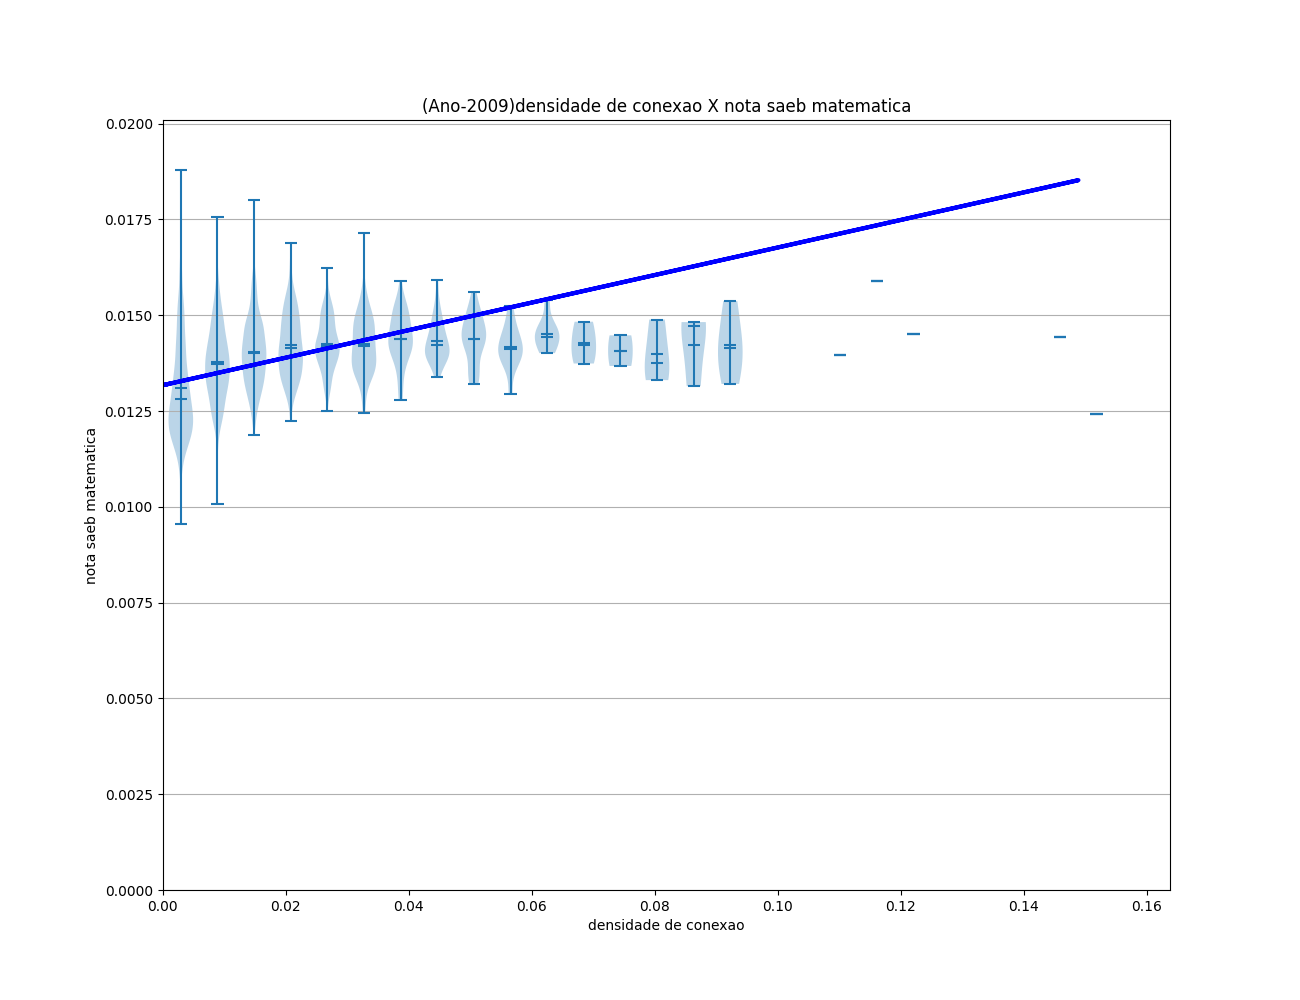 (Ano-2009)densidade de conexao X nota saeb matematica
0.0200
0.0175
0.0150
0.0125
0.0100
0.0075
0.0050
0.0025
0.0000
nota saeb matematica
0.00 0.02 0.04 0.06 0.08 0.10 0.12 0.14 0.16
densidade de conexao